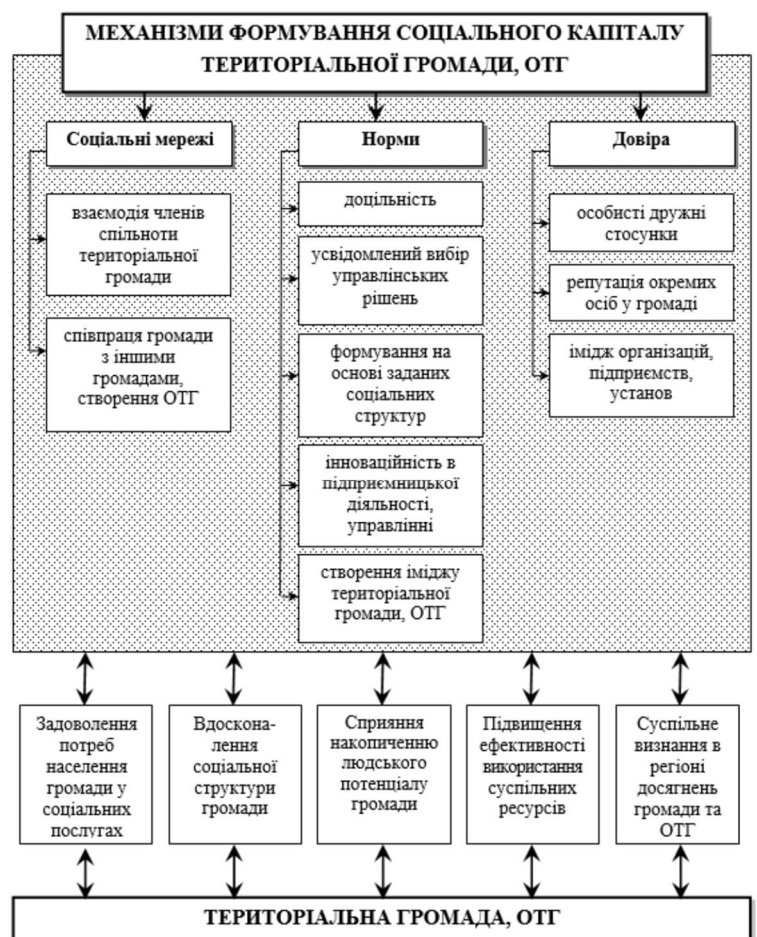 МЕХАНІЗМИ ФОРМУВАННЯ СОЦІАЛЬНОГО КАПІТАЛУ
ТЕРИТОРІАЛЬНОЇ ГРОМАДИ, ОТГ
Соціальні мережі
взаємодія членів
спільноти
територіальної
громади
співпраця громади
з іншими
громадами,
створення ОТГ
Норми
доцільність
усвідомлений вибір
управлінських
рішень
формування на
основі заданих
соціальних
структур
інноваційність в
підприємницької
діяльності,
управлінні
створення іміджу
територіальної
громади, ОТГ
Довіра
особисті дружні
стосунки
репутація окремих
осіб у громаді
імідж організацій,
підприємств,
установ
Задоволення
потреб
населення
громади у
соціальних
послугах
Вдоскона-
лення
соціальної
структури
громади
Сприяння
накопиченню
людського
потенціалу
громади
Підвищення
ефективності
використання
суспільних
ресурсів
Суспільне
визнання в
регіоні
досягнень
громади та
ОТГ
ТЕРИТОРІАЛЬНА ГРОМАДА, ОТГ